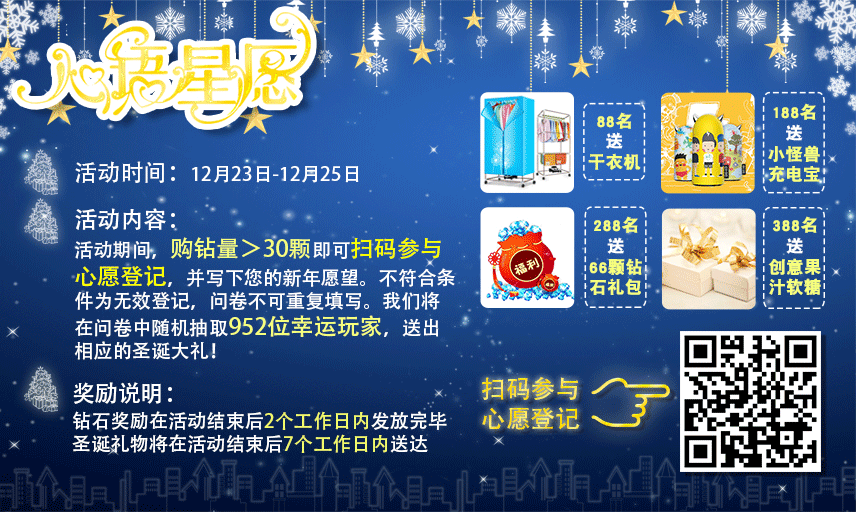 心语星愿
活动时间：12月23日-12月25日
活动内容：
活动期间，购钻量＞30颗即可扫码参与
心愿登记，并写下您的新年愿望。不符合条
件为无效登记，问卷不可重复填写。我们将
在问卷中随机抽取952位幸运玩家，送出
相应的圣诞大礼！
奖励说明：
钻石奖励在活动结束后2个工作日内发放完毕
圣诞礼物将在活动结束后7个工作日内送达
88名
送
干衣机
188名
送
小怪兽
充电宝
福利
288名
送
66颗钻
石礼包
388名
送
创意果
汁软糖
扫码参与
心愿登记